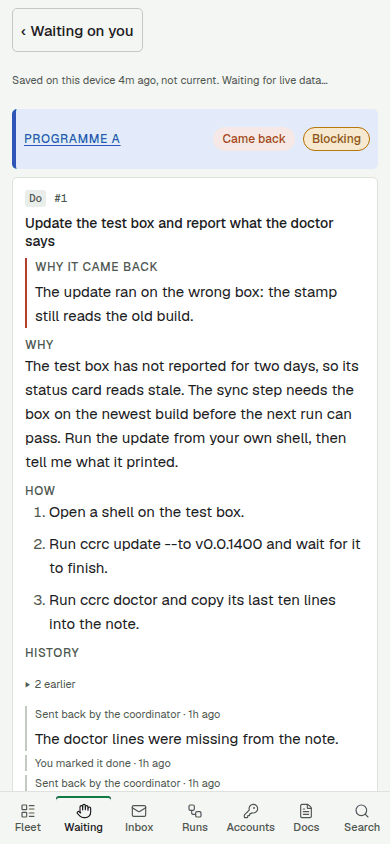 ‹ Waiting on you
Saved on this device 4m ago, not current. Waiting for live data…
PROGRAMME A
Came back
Blocking
Do #1
Update the test box and report what the doctor
says
WHY IT CAME BACK
The update ran on the wrong box: the stamp
still reads the old build.
WHY
The test box has not reported for two days, so its
status card reads stale. The sync step needs the
box on the newest build before the next run can
pass. Run the update from your own shell, then
tell me what it printed.
HOW
1. Open a shell on the test box.
2. Run ccrc update --to v0.0.1400 and wait for it
to finish.
3. Run ccrc doctor and copy its last ten lines
into the note.
HISTORY
▸ 2 earlier
Sent back by the coordinator · 1h ago
The doctor lines were missing from the note.
You marked it done · 1h ago
Sent back by the coordinator · 1h ago
Fleet
Waiting
Inbox
Runs
Accounts
Docs
Search